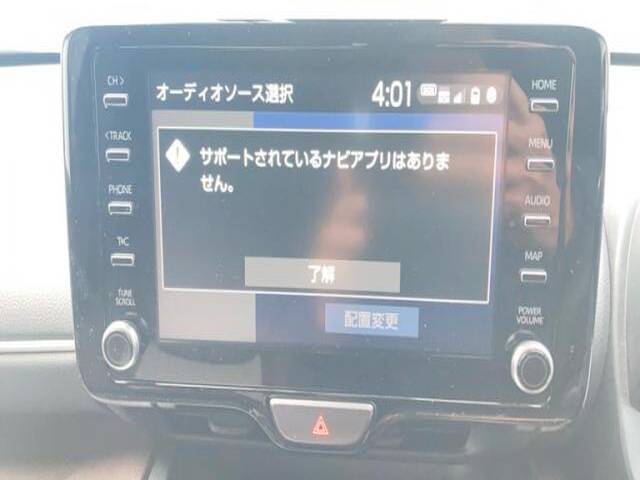 オーディオソース選択 4:01
CH >
HOME
< TRACK
サポートされているナビアプリはありま
せん。
MENU
PHONE
AUDIO
MAP
了解
TUNE
SCROLL
配置変更
POWER
VOLUME